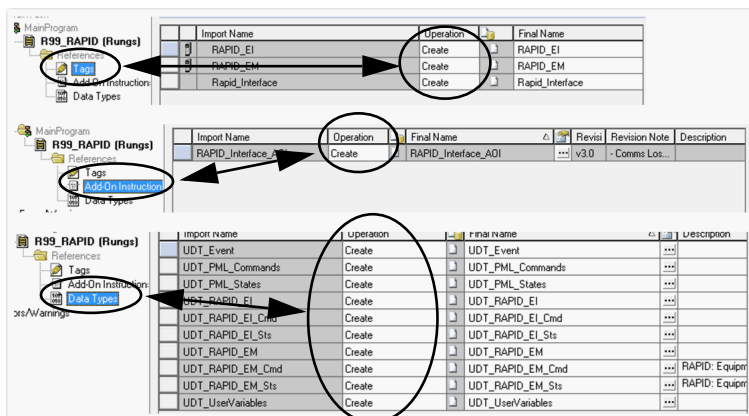 MainProgram
R99_RAPID (Rungs)
References
Tags
Add-On Instruction
Data Types
Import Name Operation Final Name
RAPID_EI Create RAPID_EI
RAPID_EM Create RAPID_EM
Rapid_Interface Create Rapid_Interface
MainProgram
R99_RAPID (Rungs)
References
Tags
Add-On Instruction
Data Types
Import Name Operation Final Name Revisi Revision Note Description
RAPID_Interface_AOI Create RAPID_Interface_AOI ... v3.0 - Comms Los...
R99_RAPID (Rungs)
References
Tags
Add-On Instructions
Data Types
ors/Warnings
Import Name Operation Final Name Description
UDT_Event Create UDT_Event ...
UDT_PML_Commands Create UDT_PML_Commands ...
UDT_PML_States Create UDT_PML_States ...
UDT_RAPID_EI Create UDT_RAPID_EI ...
UDT_RAPID_EI_Cmd Create UDT_RAPID_EI_Cmd ...
UDT_RAPID_EI_Sts Create UDT_RAPID_EI_Sts ...
UDT_RAPID_EM Create UDT_RAPID_EM ...
UDT_RAPID_EM_Cmd Create UDT_RAPID_EM_Cmd ... RAPID: Equipm
UDT_RAPID_EM_Sts Create UDT_RAPID_EM_Sts ... RAPID: Equipm
UDT_UserVariables Create UDT_UserVariables ...